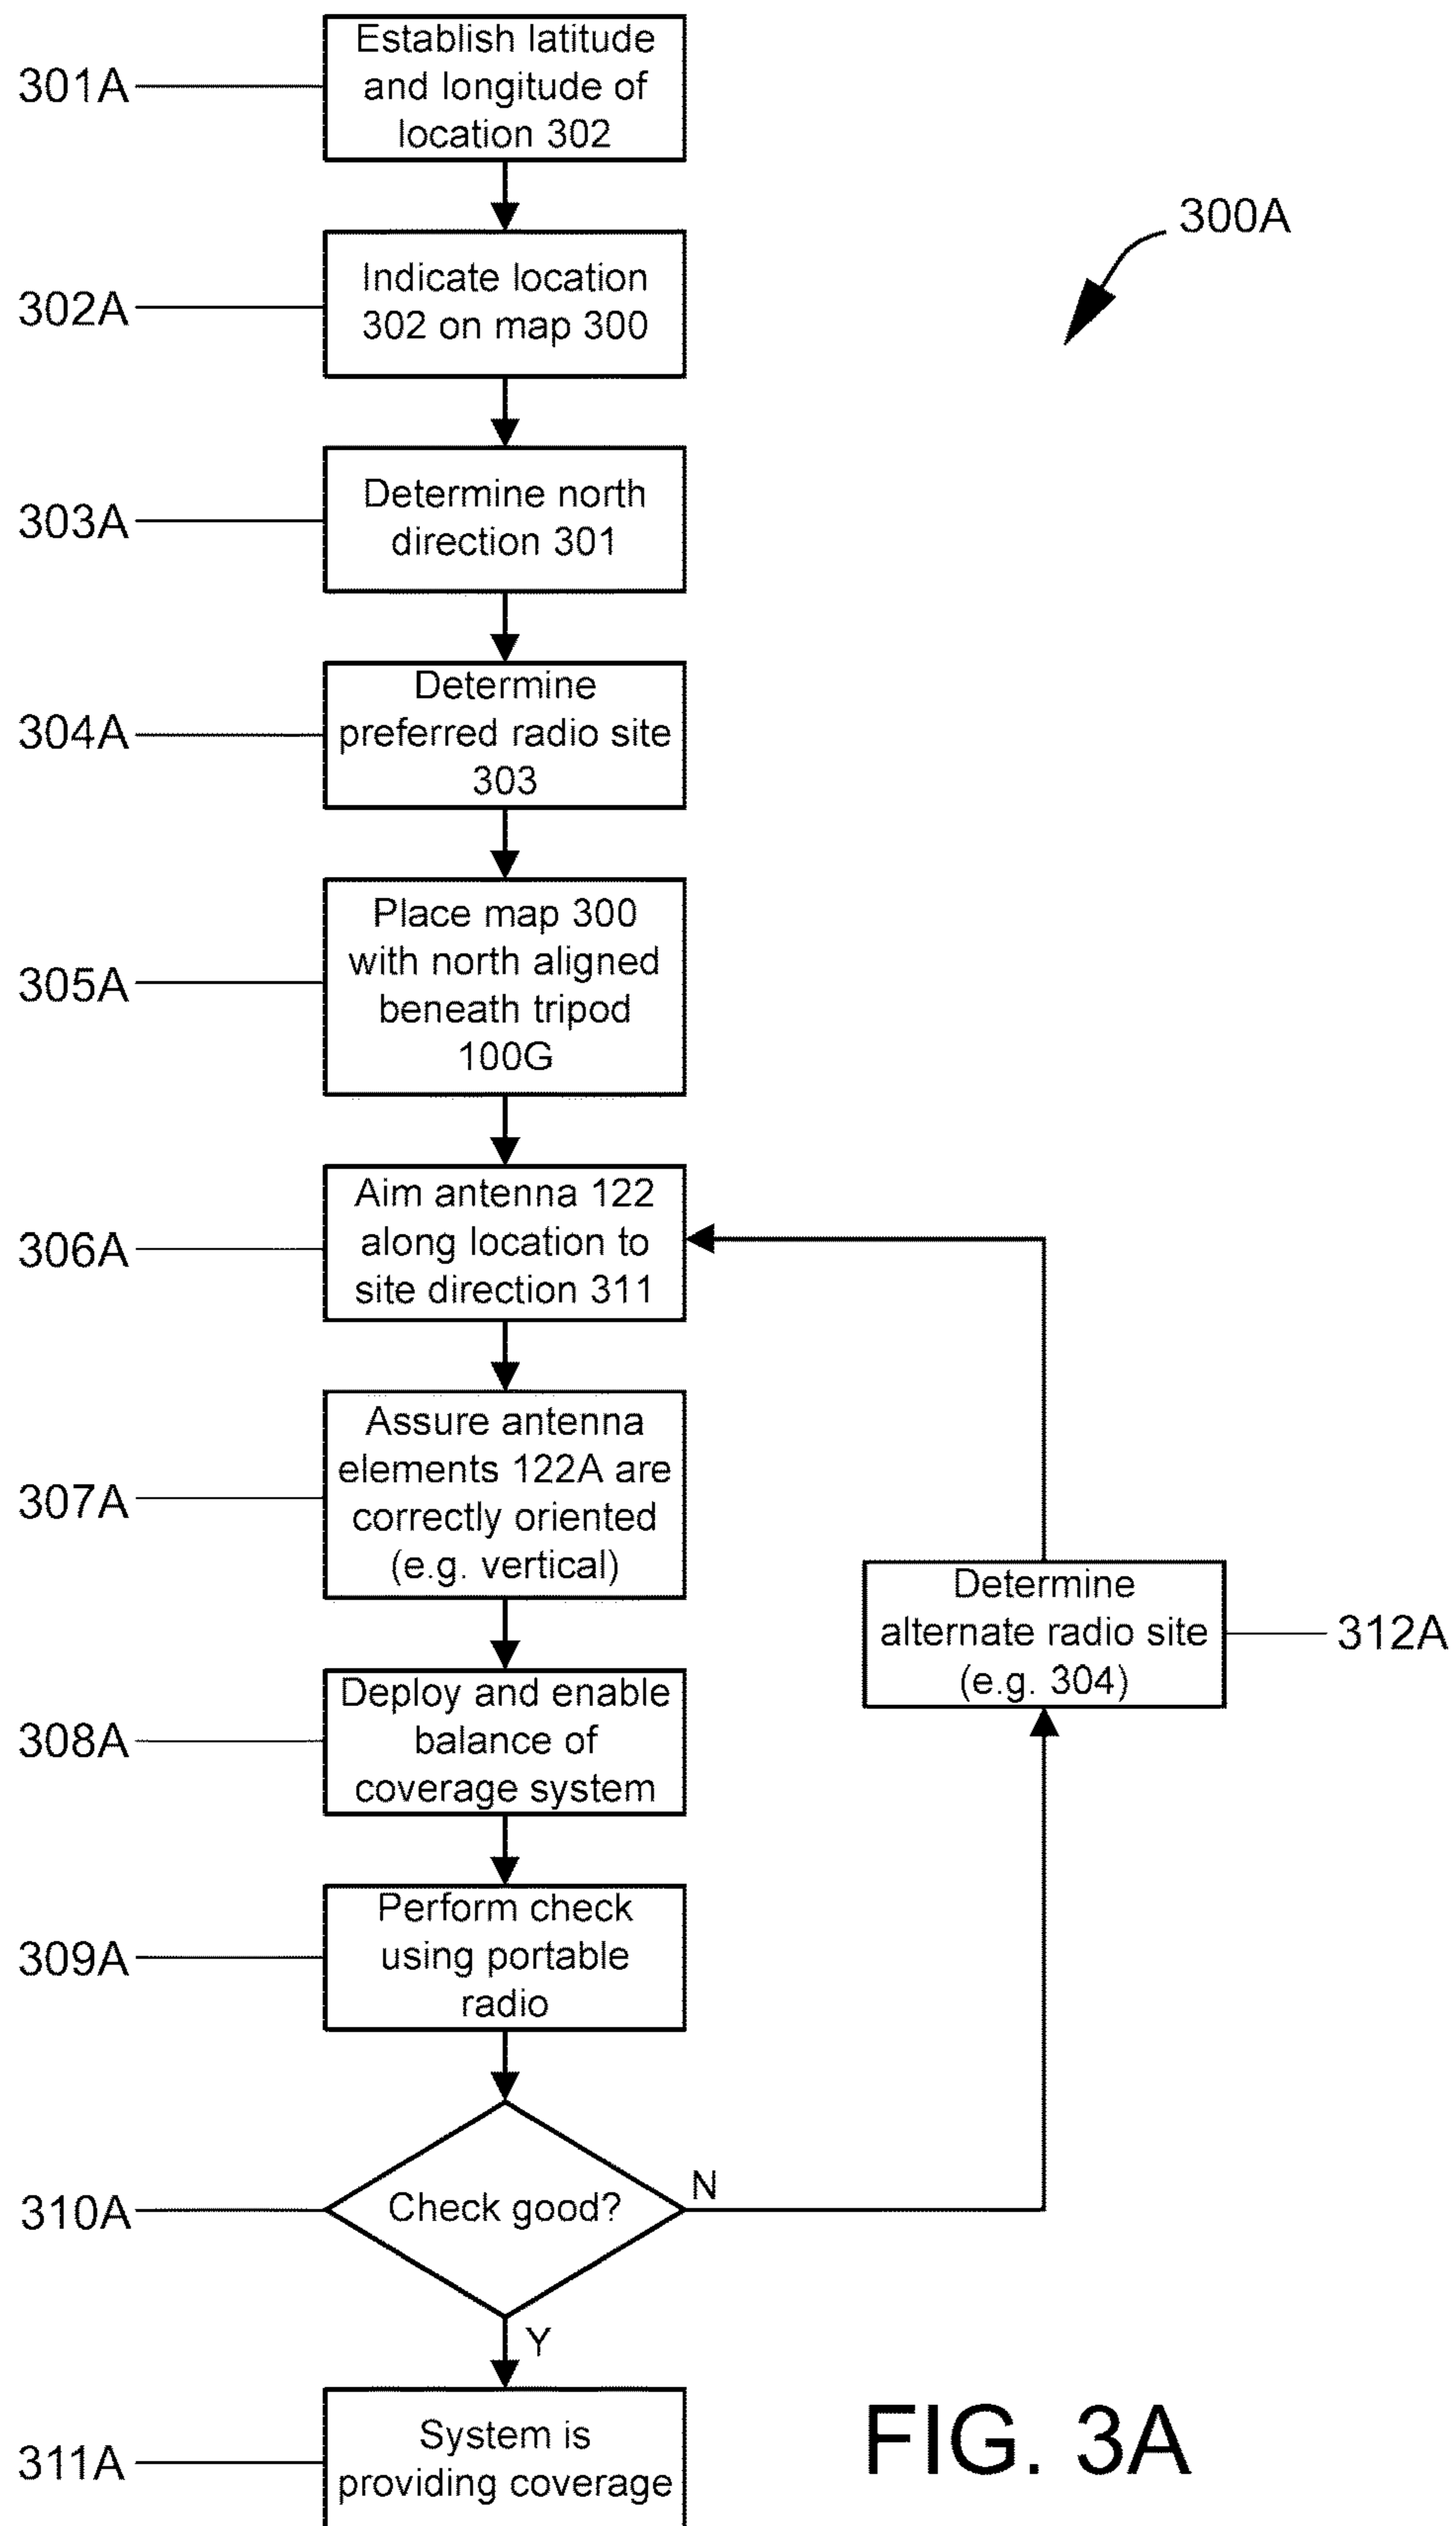 Establish latitude
and longitude of
location 302
301A
300A
Indicate location
302 on map 300
302A
Determine north
direction 301
303A
Determine
preferred radio site
303
304A
Place map 300
with north aligned
beneath tripod
100G
305A
Aim antenna 122
along location to
site direction 311
306A
Assure antenna
elements 122A are
correctly oriented
(e.g. vertical)
307A
Determine
alternate radio site
(e.g. 304)
312A
Deploy and enable
balance of
coverage system
308A
Perform check
using portable
radio
309A
Check good?
N
310A
Y
System is
providing coverage
311A
FIG. 3A